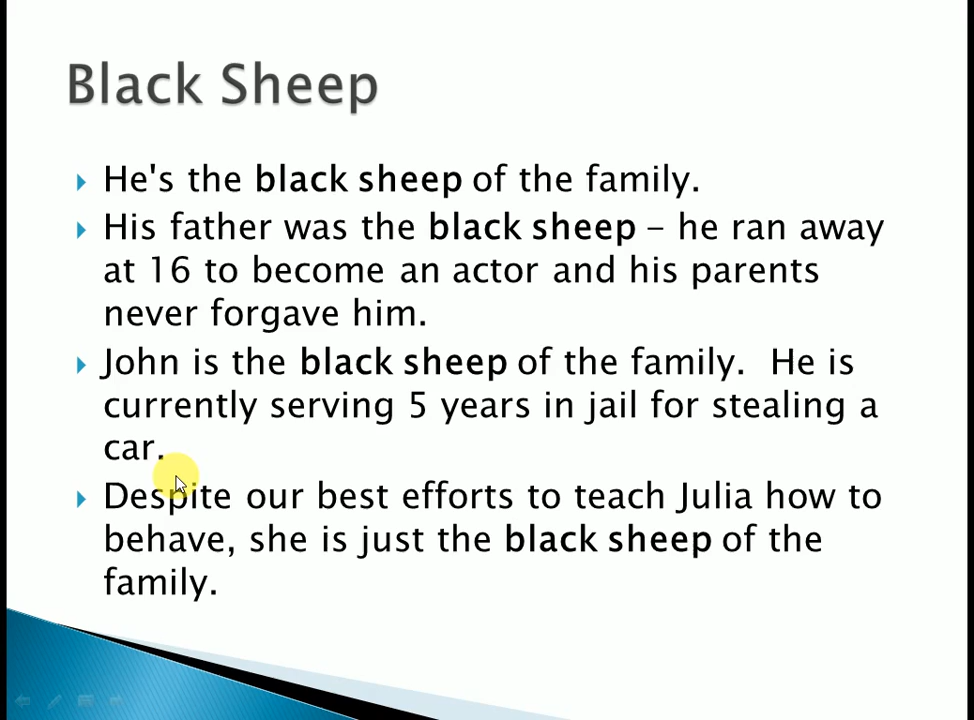 Black Sheep
He's the black sheep of the family.
His father was the black sheep – he ran away
at 16 to become an actor and his parents
never forgave him.
John is the black sheep of the family.  He is
currently serving 5 years in jail for stealing a
car.
Despite our best efforts to teach Julia how to
behave, she is just the black sheep of the
family.